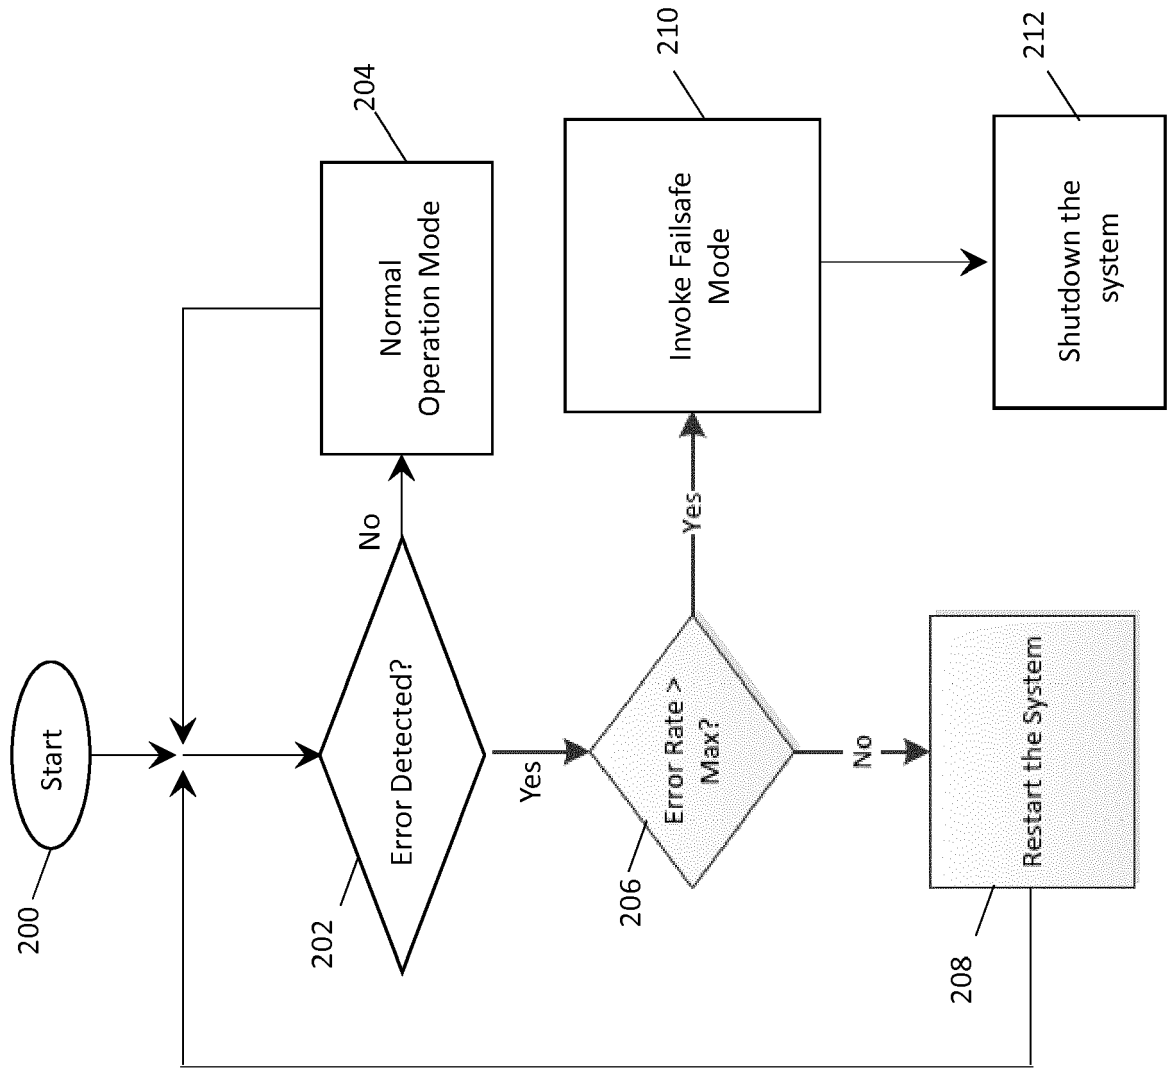 200
Start
202
Error Detected?
No
204
Normal
Operation Mode
Yes
206
Error Rate >
Max?
Yes
210
Invoke Failsafe
Mode
No
208
Restart the System
212
Shutdown the
system